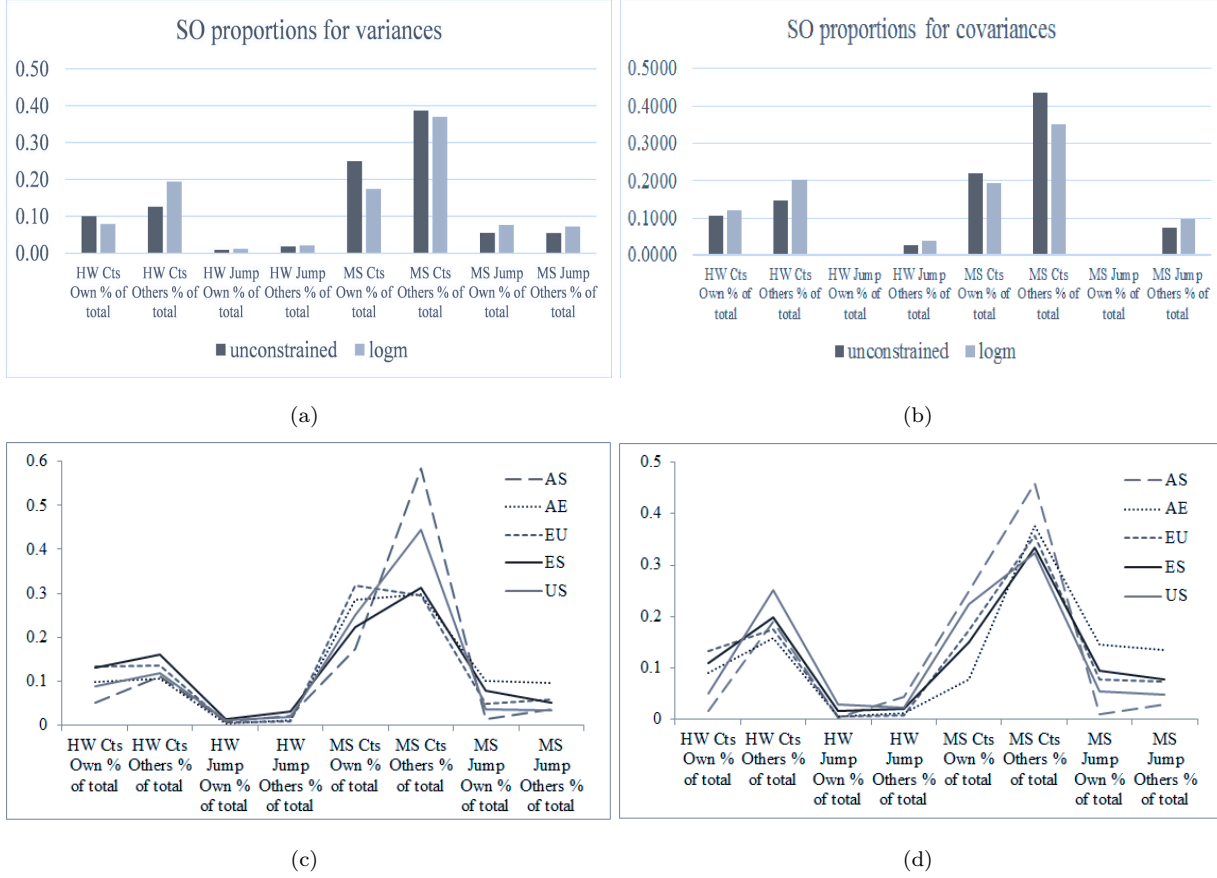 SO proportions for variances
0.50
0.40
0.30
0.20
0.10
0.00
HW Cts HW Cts HW Jump HW Jump MS Cts MS Cts MS Jump MS Jump
Own % of Others % of Own % of Others % of Own % of Others % of Own % of Others % of
total total total total total total total total
unconstrained logm
(a)
SO proportions for covariances
0.5000
0.4000
0.3000
0.2000
0.1000
0.0000
HW Cts HW Cts HW Jump HW Jump MS Cts MS Cts MS Jump MS Jump
Own % of Others % of Own % of Others % of Own % of Others % of Own % of Others % of
total total total total total total total total
unconstrained logm
(b)
0.6
0.5
0.4
0.3
0.2
0.1
0
AS
AE
EU
ES
US
HW Cts HW Cts HW HW MS Cts MS Cts MS MS
Own % Others % Jump Jump Own % Others % Jump Jump
of total of total Own % Others % of total of total Own % Others %
of total of total of total of total
(c)
0.5
0.4
0.3
0.2
0.1
0
AS
AE
EU
ES
US
HW Cts HW Cts HW HW MS Cts MS Cts MS MS
Own % Others % Jump Jump Own % Others % Jump Jump
of total of total Own % Others % of total of total Own % Others %
of total of total of total of total
(d)